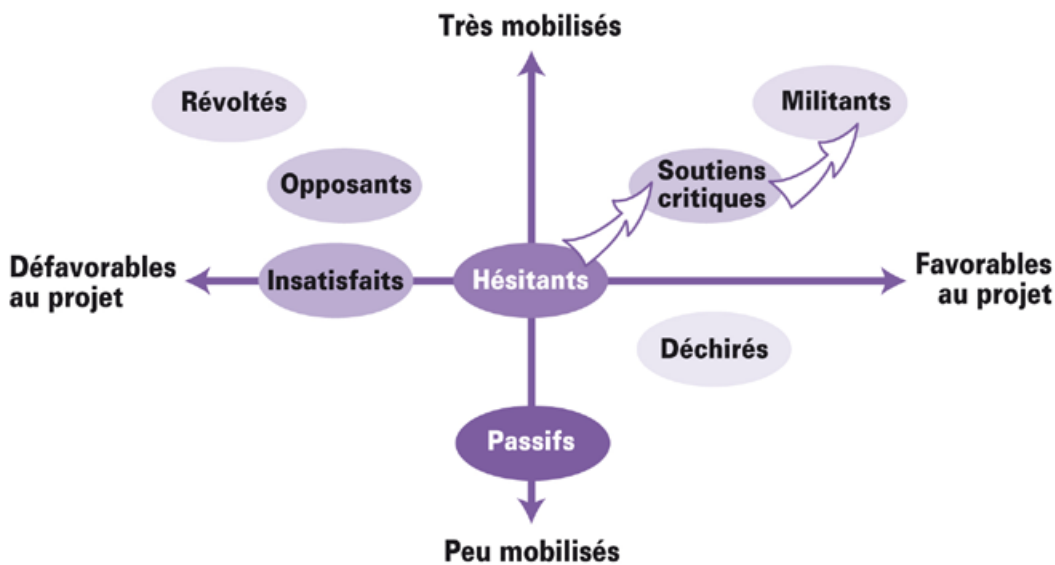 Très mobilisés
Révoltés
Militants
Opposants
Soutiens
critiques
Défavorables
au projet
Insatisfaits
Hésitants
Favorables
au projet
Déchirés
Passifs
Peu mobilisés